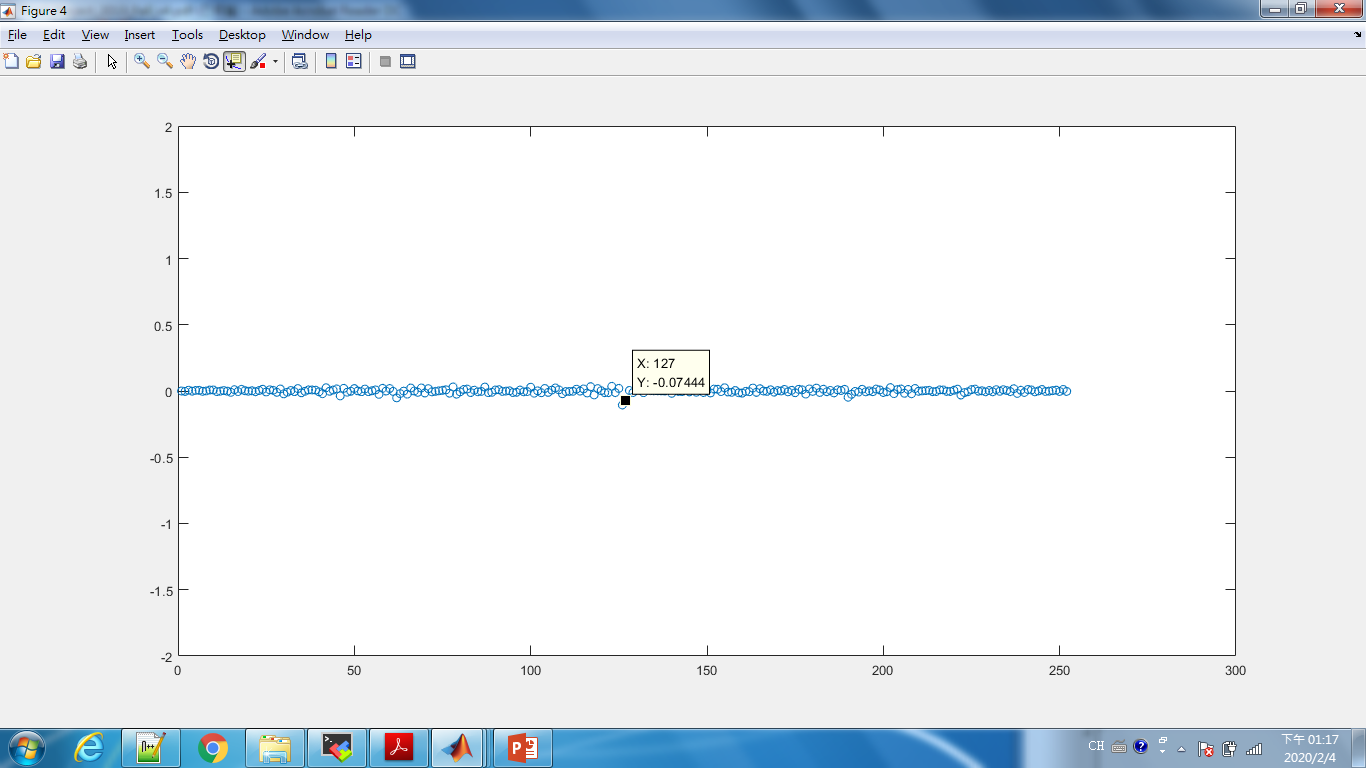 Figure 4
File Edit View Insert Tools Desktop Window Help
2
1.5
1
0.5
0
-0.5
-1
-1.5
-2
X: 127
Y: -0.07444
0 50 100 150 200 250 300
CH
下午 01:17
2020/2/4